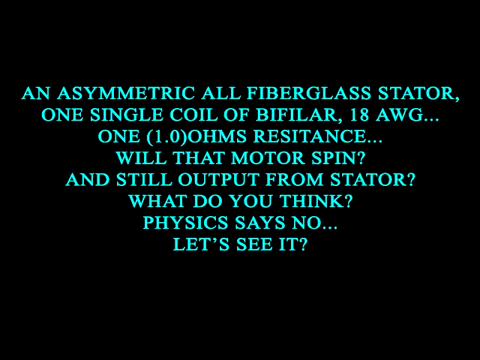 AN ASYMMETRIC ALL FIBERGLASS STATOR,
ONE SINGLE COIL OF BIFILAR, 18 AWG...
ONE (1.0)OHMS RESITANCE...
WILL THAT MOTOR SPIN?
AND STILL OUTPUT FROM STATOR?
WHAT DO YOU THINK?
PHYSICS SAYS NO...
LET'S SEE IT?